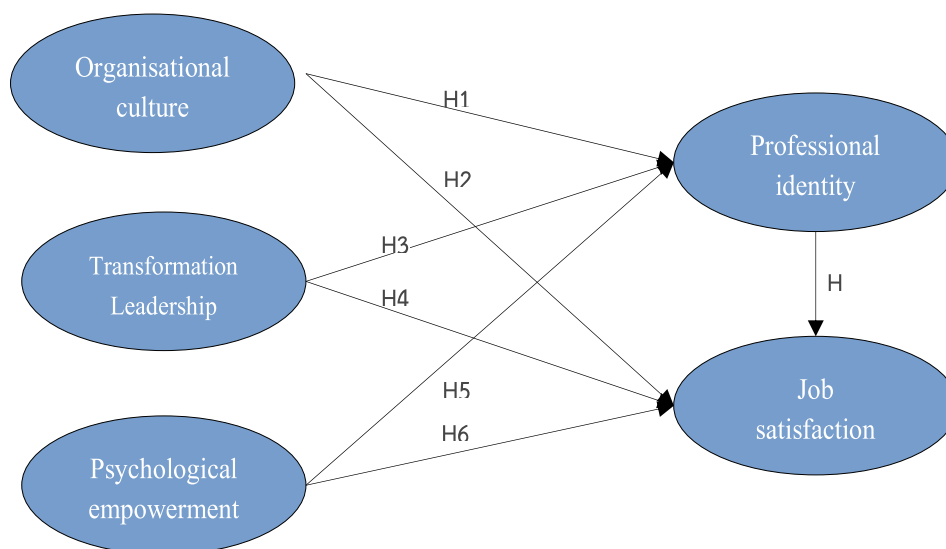 Organisational
culture
H1
Professional
identity
H2
Transformation
Leadership
H3
H4
H
H5
H6
Job
satisfaction
Psychological
empowerment